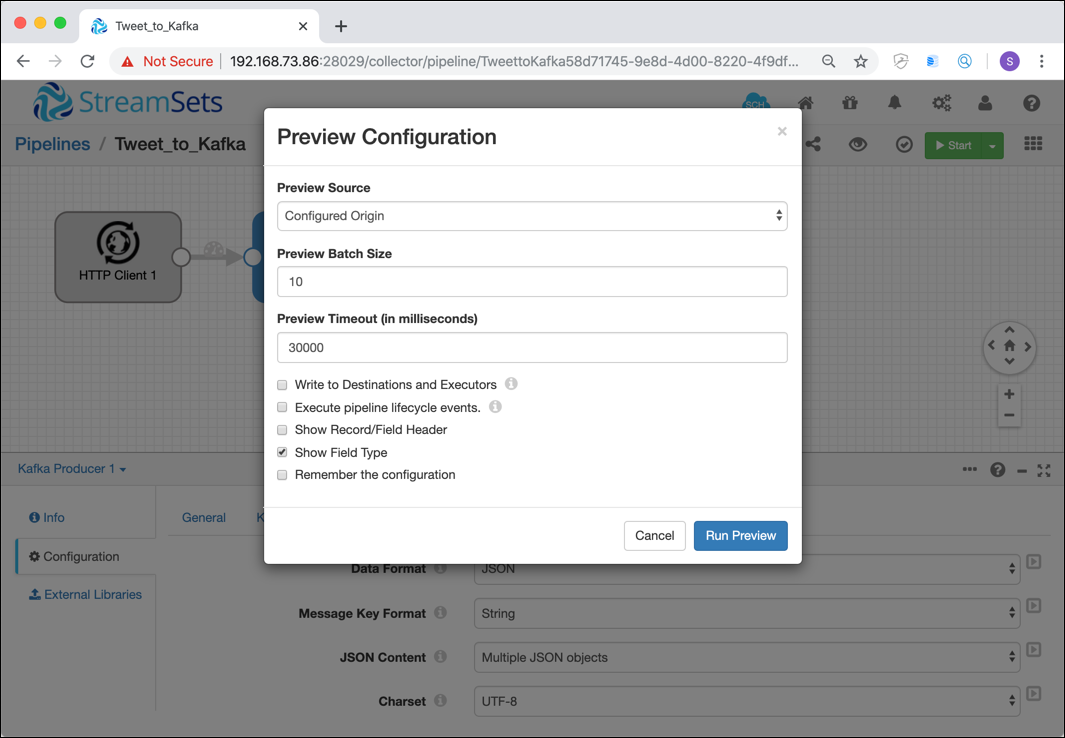 Tweet_to_Kafka
Not Secure 192.168.73.86:28029/collector/pipeline/TweettoKafka58d71745-9e8d-4d00-8220-4f9df...
S
StreamSets
SCH
Pipelines / Tweet_to_Kafka
Start
HTTP Client 1
Preview Configuration
×
Preview Source
Configured Origin
Preview Batch Size
10
Preview Timeout (in milliseconds)
30000
Write to Destinations and Executors
Execute pipeline lifecycle events.
Show Record/Field Header
Show Field Type
Remember the configuration
Cancel Run Preview
Kafka Producer 1
Info
Configuration
External Libraries
General K
Data Format JSON
Message Key Format String
JSON Content Multiple JSON objects
Charset UTF-8